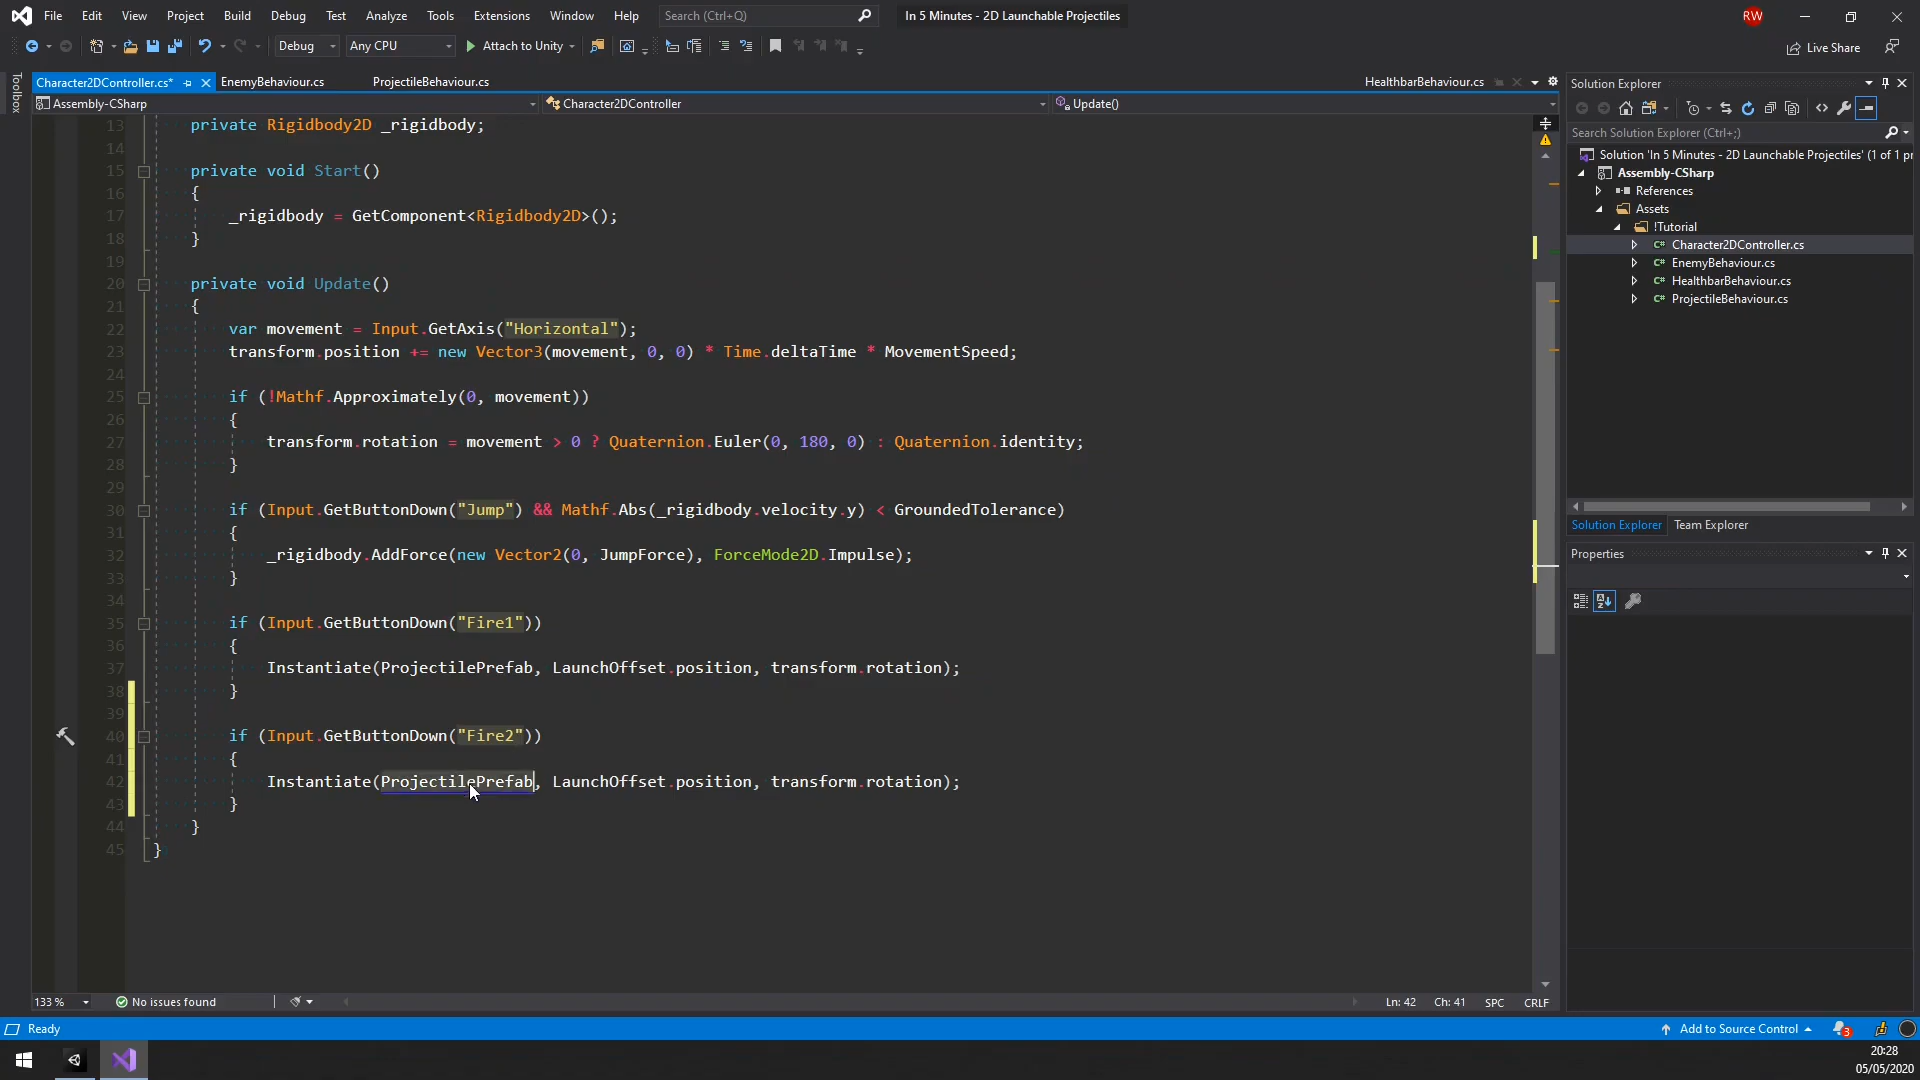 File Edit View Project Build Debug Test Analyze Tools Extensions Window Help Search (Ctrl+Q) In 5 Minutes - 2D Launchable Projectiles RW
Debug Any CPU Attach to Unity Live Share
Toolbox
Character2DController.cs* EnemyBehaviour.cs ProjectileBehaviour.cs HealthbarBehaviour.cs
Assembly-CSharp Character2DController Update()
13 private Rigidbody2D _rigidbody;
14
15 private void Start()
16 {
17 _rigidbody = GetComponent<Rigidbody2D>();
18 }
19
20 private void Update()
21 {
22 var movement = Input.GetAxis("Horizontal");
23 transform.position += new Vector3(movement, 0, 0) * Time.deltaTime * MovementSpeed;
24
25 if (!Mathf.Approximately(0, movement))
26 {
27 transform.rotation = movement > 0 ? Quaternion.Euler(0, 180, 0) : Quaternion.identity;
28 }
29
30 if (Input.GetButtonDown("Jump") && Mathf.Abs(_rigidbody.velocity.y) < GroundedTolerance)
31 {
32 _rigidbody.AddForce(new Vector2(0, JumpForce), ForceMode2D.Impulse);
33 }
34
35 if (Input.GetButtonDown("Fire1"))
36 {
37 Instantiate(ProjectilePrefab, LaunchOffset.position, transform.rotation);
38 }
39
40 if (Input.GetButtonDown("Fire2"))
41 {
42 Instantiate(ProjectilePrefab, LaunchOffset.position, transform.rotation);
43 }
44 }
45 }
Solution Explorer
Search Solution Explorer (Ctrl+;)
Solution 'In 5 Minutes - 2D Launchable Projectiles' (1 of 1 pr
Assembly-CSharp
References
Assets
!Tutorial
C# Character2DController.cs
C# EnemyBehaviour.cs
C# HealthbarBehaviour.cs
C# ProjectileBehaviour.cs
Solution Explorer Team Explorer
Properties
133 % No issues found Ln: 42 Ch: 41 SPC CRLF
Ready Add to Source Control 3
20:28
05/05/2020